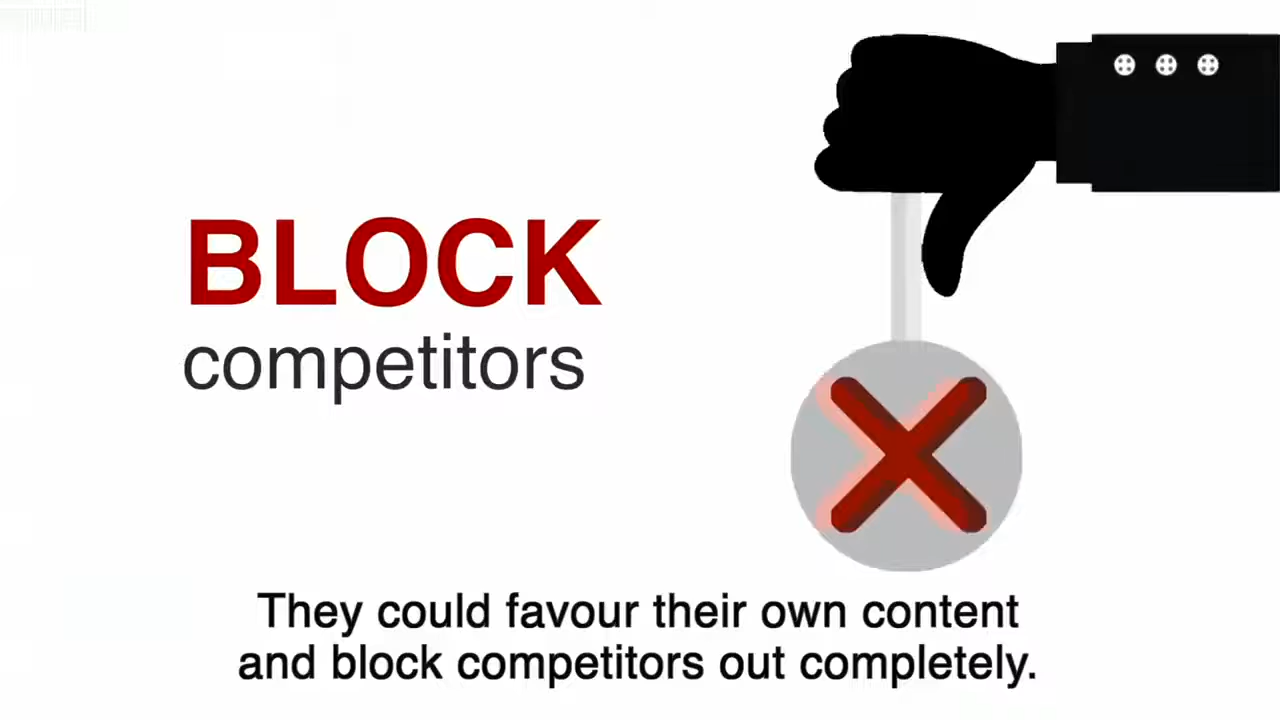 BLOCK
competitors
They could favour their own content
and block competitors out completely.